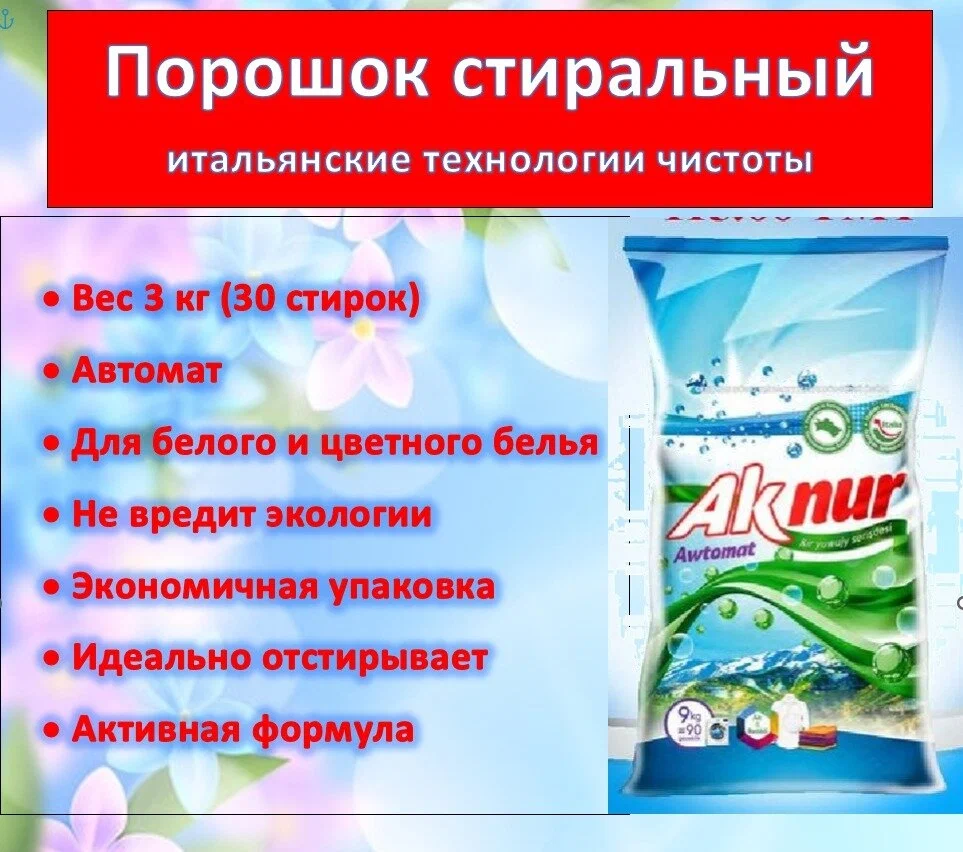 Порошок стиральный
итальянские технологии чистоты
• Вес 3 кг (30 стирок)
• Автомат
• Для белого и цветного белья
• Не вредит экологии
• Экономичная упаковка
• Идеально отстирывает
• Активная формула
Aknur
Awtomat
Kir ýuwujy serişdesi
9kg
=90